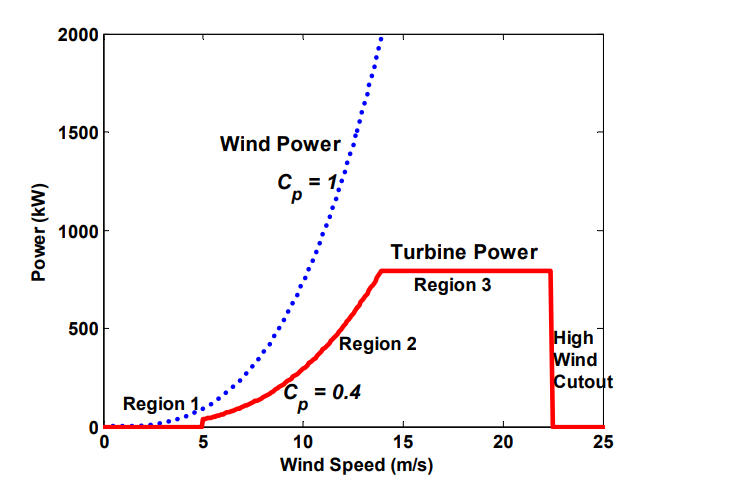 2000
1500
1000
500
0
Power (kW)
Wind Power
C_p = 1
Turbine Power
Region 3
Region 2
High
Wind
Cutout
C_p = 0.4
Region 1
0 5 10 15 20 25
Wind Speed (m/s)